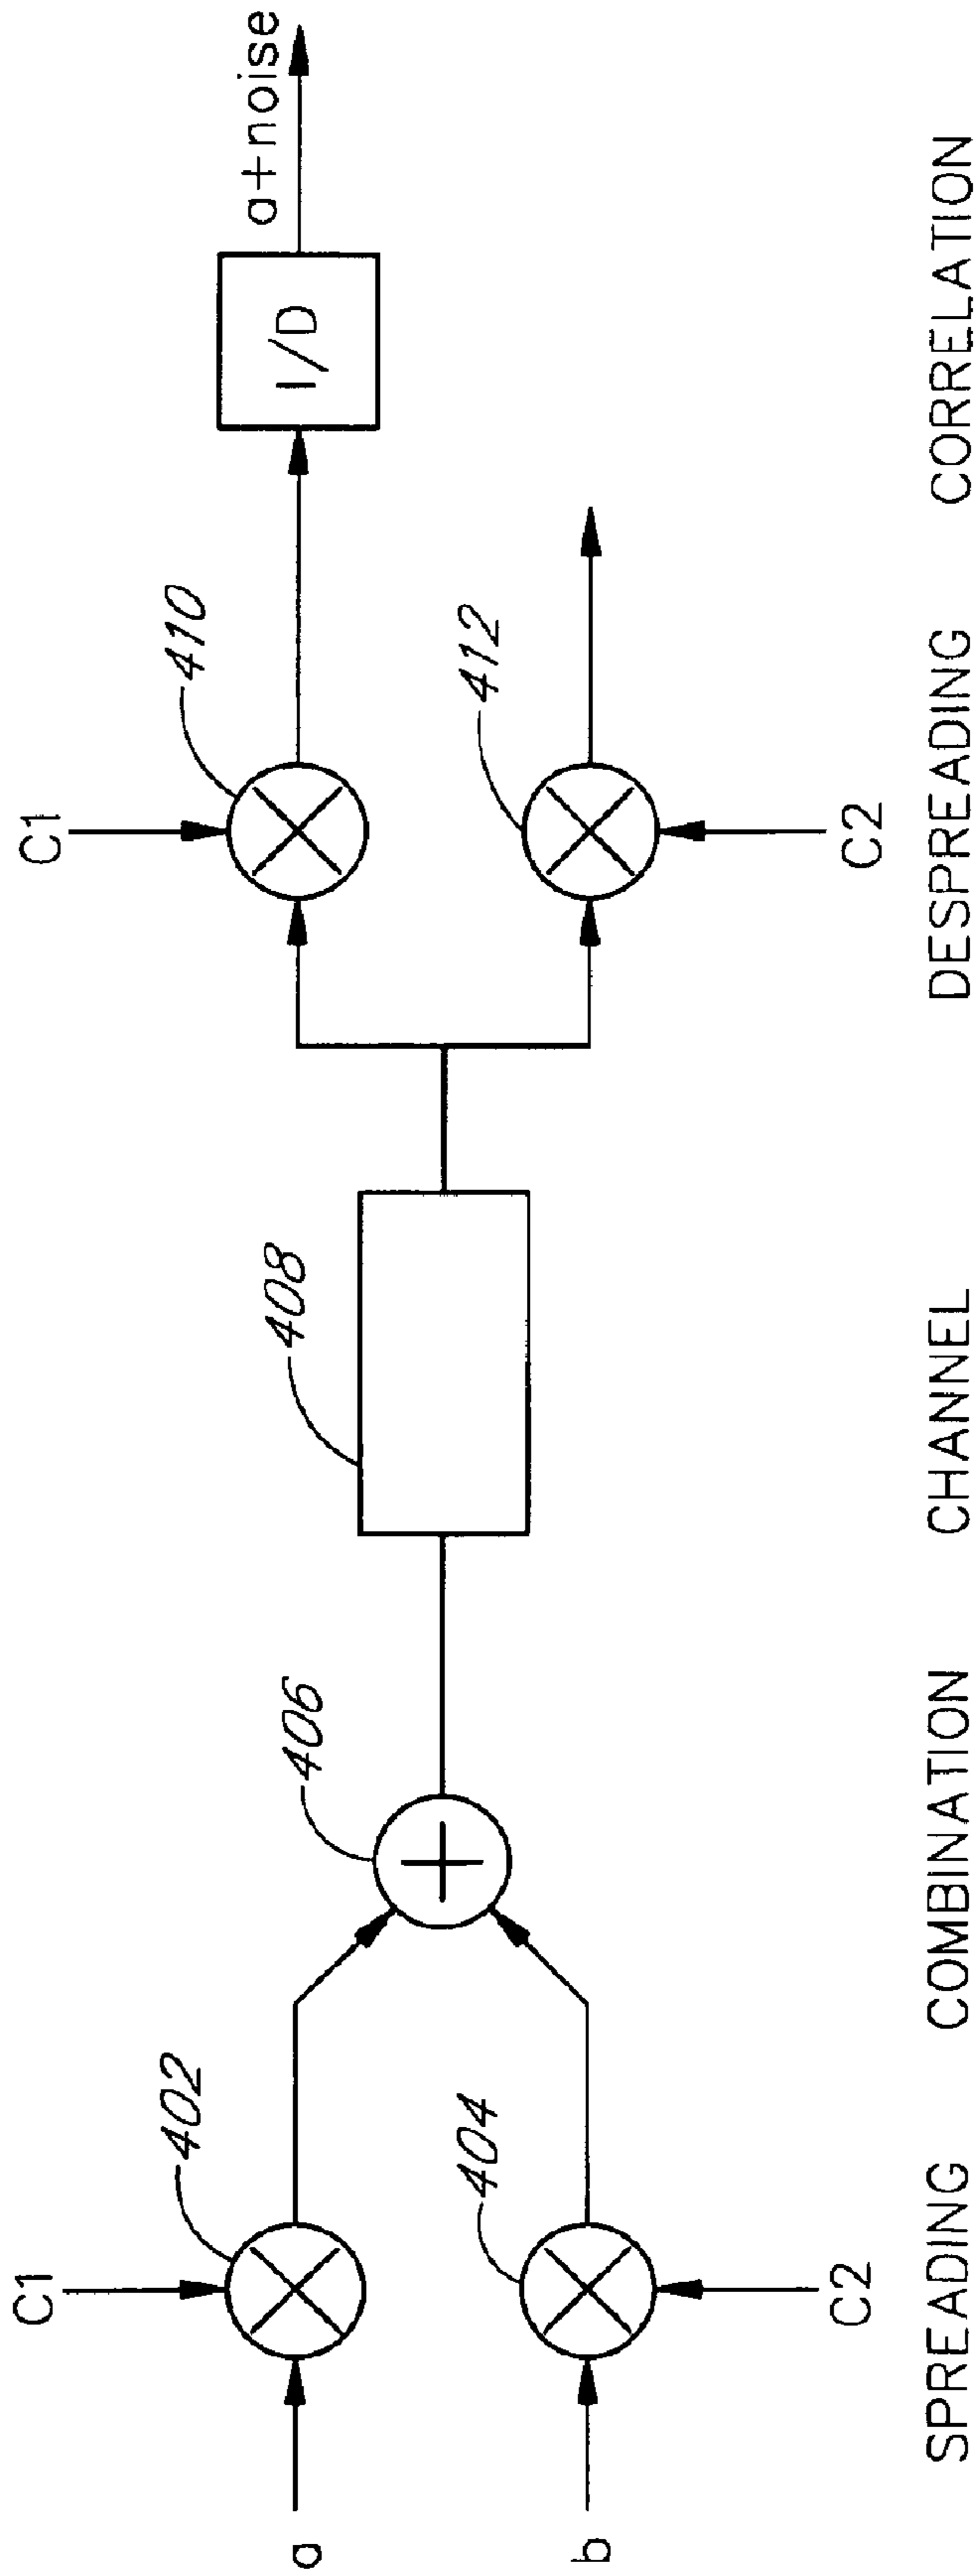 C1
402
a
406
408
C1
410
I/D
a+noise
b
404
C2
412
C2
SPREADING
COMBINATION
CHANNEL
DESPREADING
CORRELATION